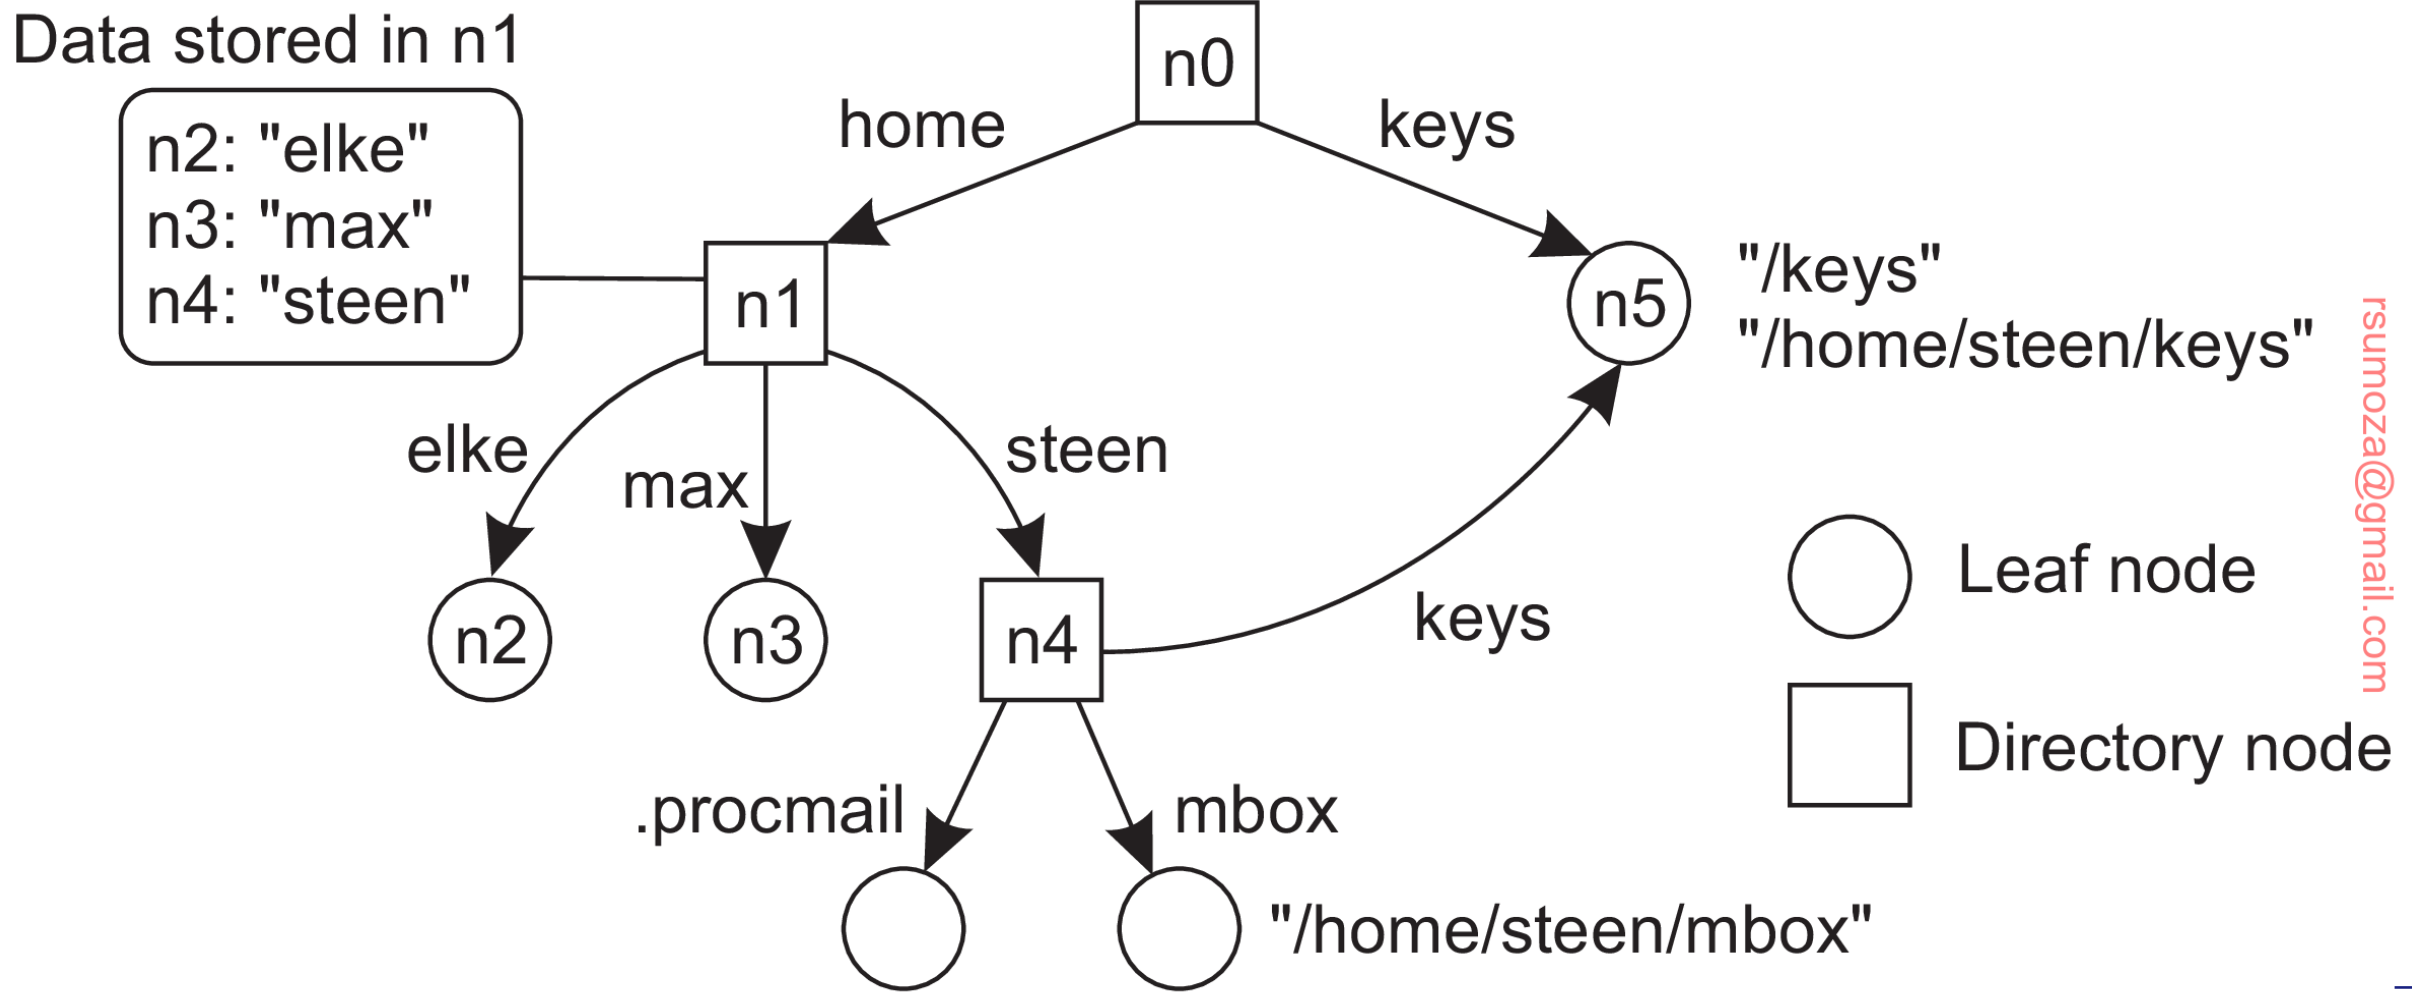 Data stored in n1
n2: "elke"
n3: "max"
n4: "steen"
n0
home
keys
n1
n5
"/keys"
"/home/steen/keys"
elke
max
steen
n2
n3
n4
keys
.procmail
mbox
"/home/steen/mbox"
Leaf node
Directory node
rsumoza@gmail.com